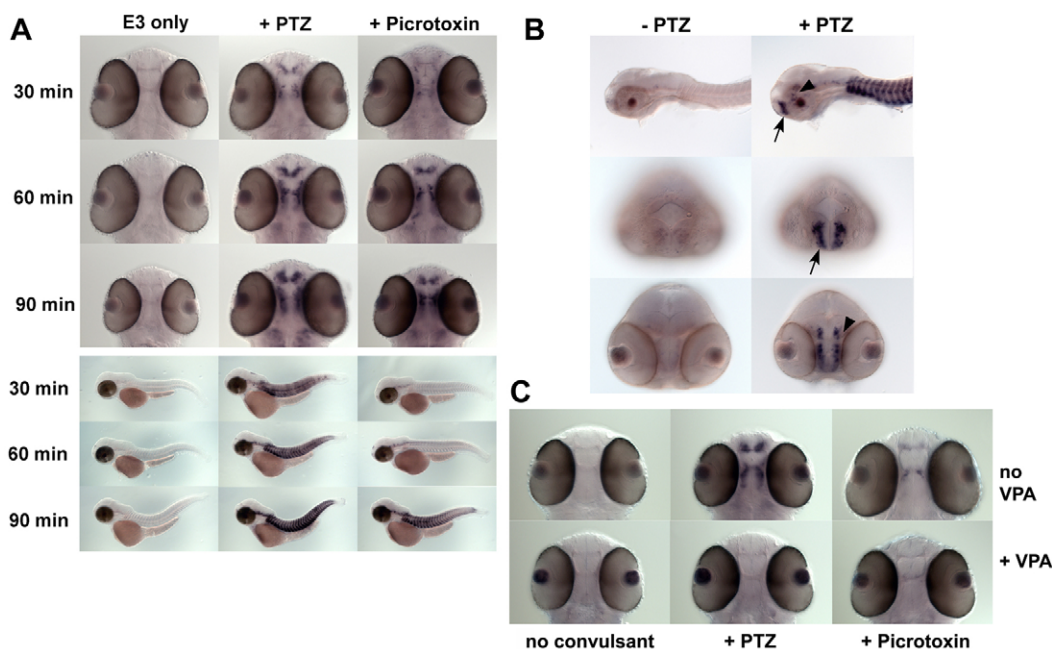 A
E3 only
+ PTZ
+ Picrotoxin
30 min
60 min
90 min
30 min
60 min
90 min
B
- PTZ
+ PTZ
C
no VPA
+ VPA
no convulsant
+ PTZ
+ Picrotoxin